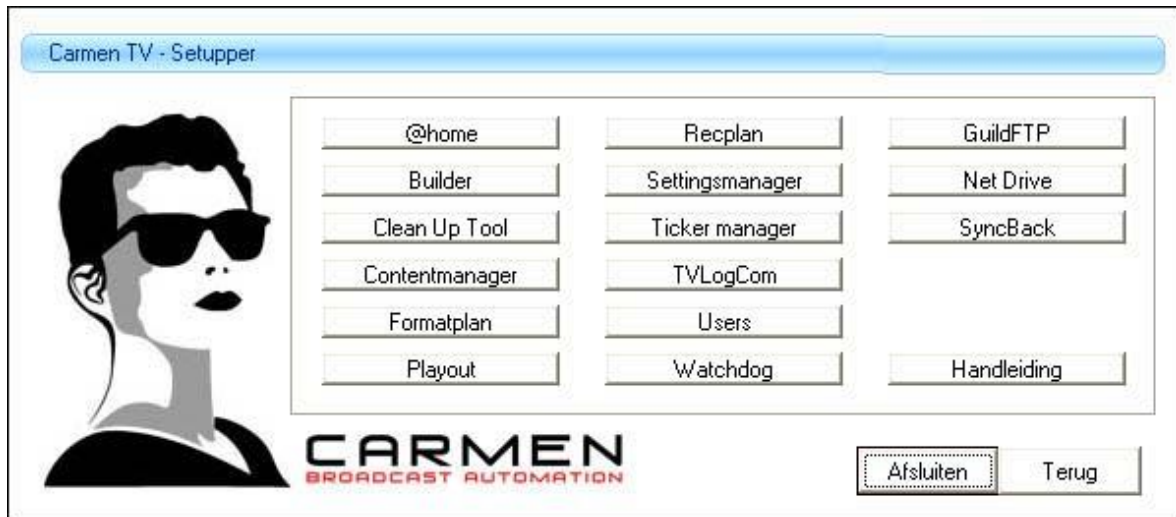 Carmen TV - Setupper
@home Recplan GuildFTP
Builder Settingsmanager Net Drive
Clean Up Tool Ticker manager SyncBack
Contentmanager TVLogCom
Formatplan Users
Playout Watchdog Handleiding
CARMEN
BROADCAST AUTOMATION
Afsluiten Terug